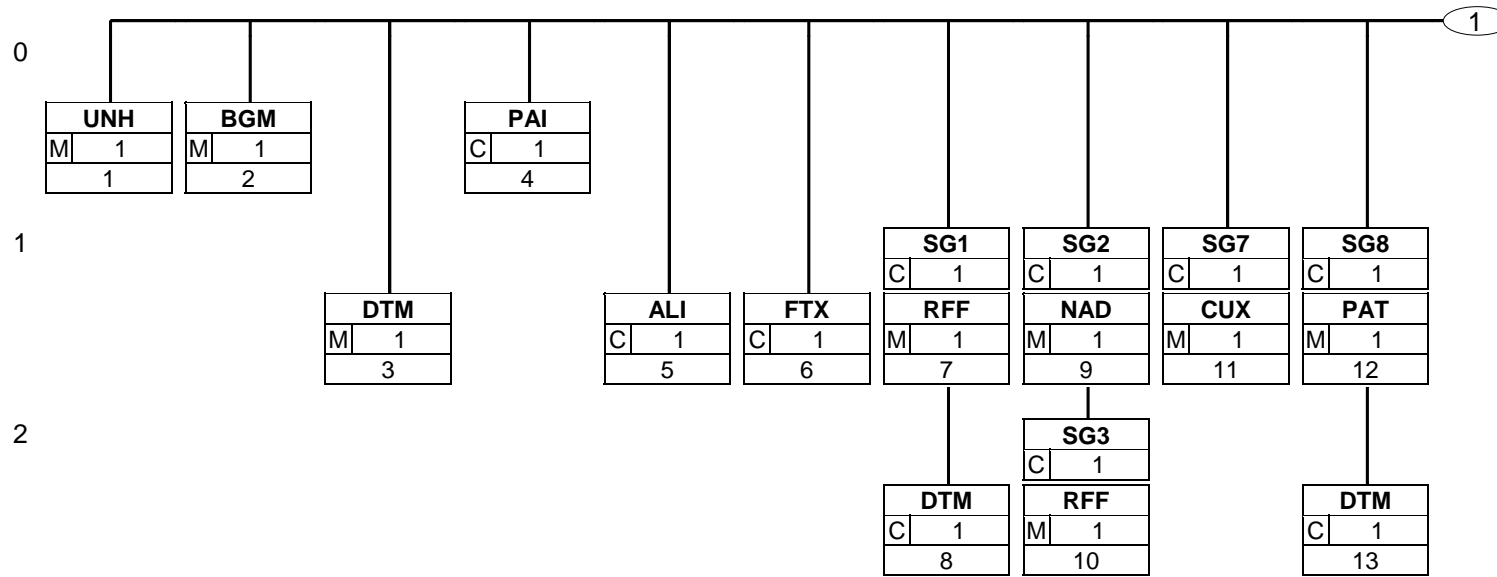 1
0
UNH BGM PAI
M 1 M 1 C 1
1 2 4
1
SG1 SG2 SG7 SG8
C 1 C 1 C 1 C 1
DTM ALI FTX RFF NAD CUX PAT
M 1 C 1 C 1 M 1 M 1 M 1 M 1
3 5 6 7 9 11 12
2
SG3
C 1
DTM RFF DTM
C 1 M 1 C 1
8 10 13